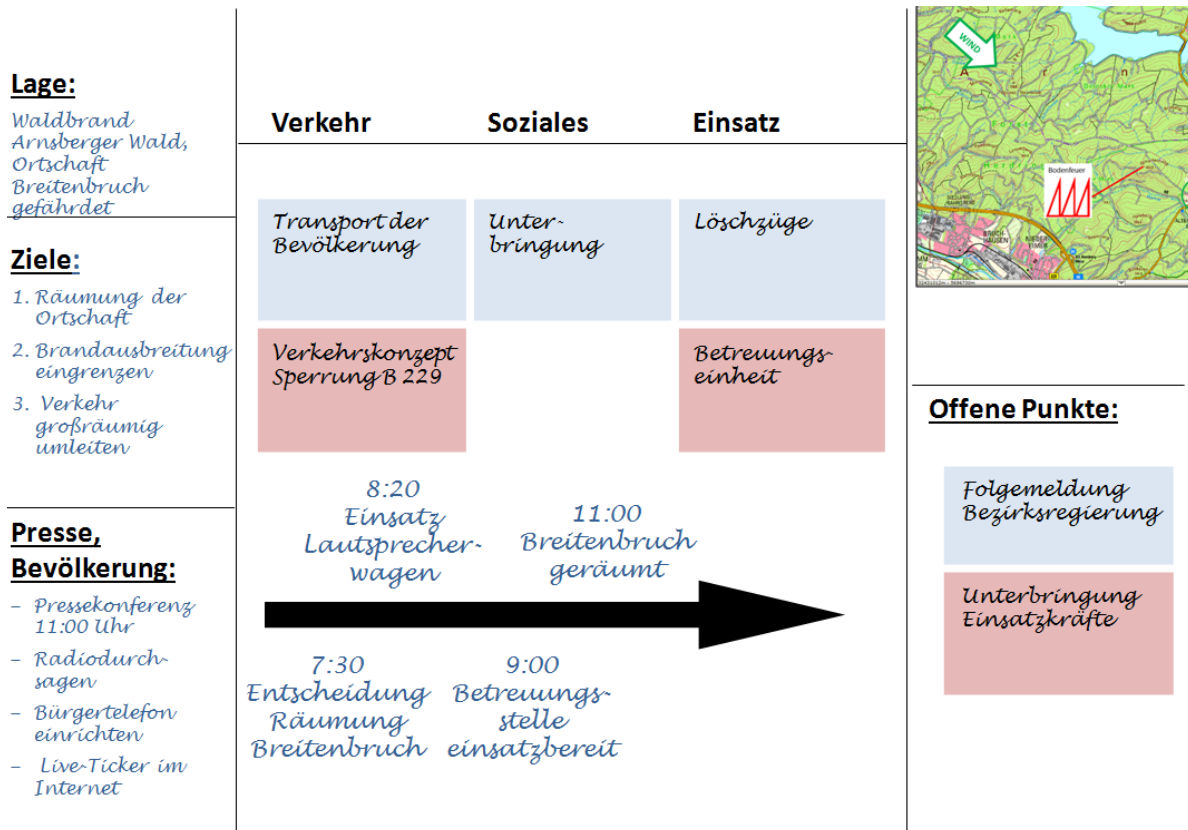 Lage:
Waldbrand
Arnsberger Wald,
Ortschaft
Breitenbruch
gefährdet
Ziele:
1. Räumung der
Ortschaft
2. Brandausbreitung
eingrenzen
3. Verkehr
großräumig
umleiten
Presse,
Bevölkerung:
– Pressekonferenz
11:00 Uhr
– Radiodurch-
sagen
– Bürgertelefon
einrichten
– Live-Ticker im
Internet
Verkehr
Soziales
Einsatz
Transport der
Bevölkerung
Unter-
bringung
Löschzüge
Verkehrskonzept
Sperrung B 229
Betreuungs-
einheit
8:20
Einsatz
Lautsprecher-
wagen
11:00
Breitenbruch
geräumt
7:30
Entscheidung
Räumung
Breitenbruch
9:00
Betreuungs-
stelle
einsatzbereit
WIND
A r n
Bodenfeuer
Offene Punkte:
Folgemeldung
Bezirksregierung
Unterbringung
Einsatzkräfte